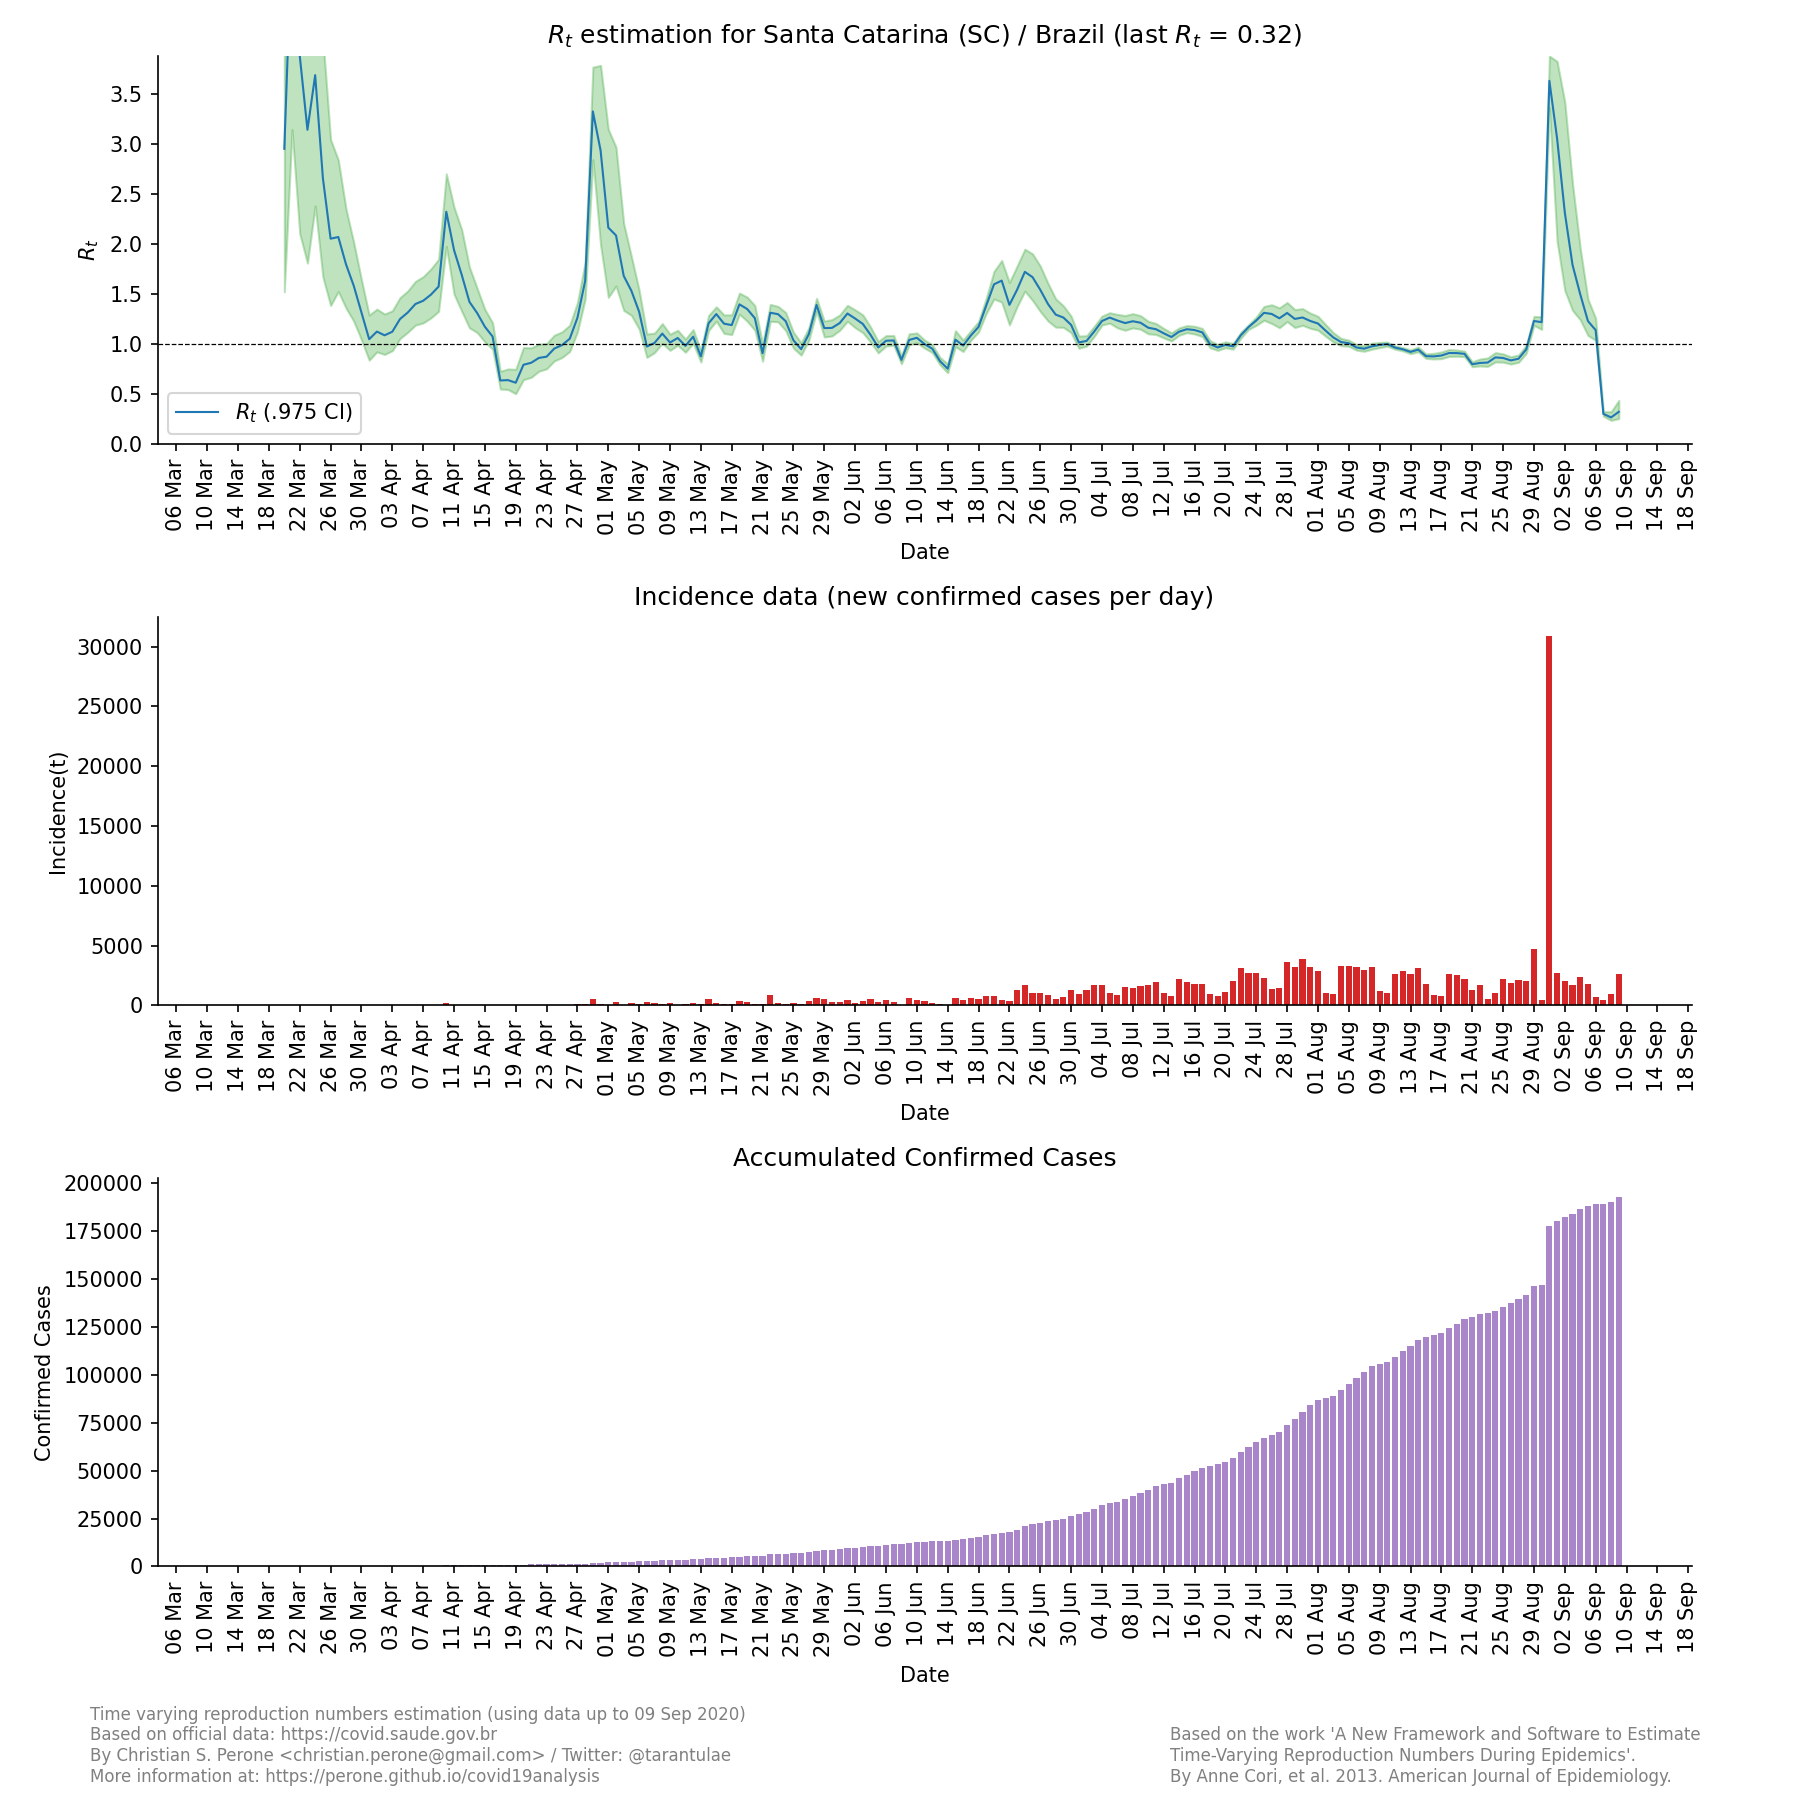 Rt estimation for Santa Catarina (SC) / Brazil (last Rt = 0.32)
3.5
3.0
2.5
2.0
1.5
1.0
0.5
0.0
Rt
Rt (.975 CI)
06 Mar 10 Mar 14 Mar 18 Mar 22 Mar 26 Mar 30 Mar 03 Apr 07 Apr 11 Apr 15 Apr 19 Apr 23 Apr 27 Apr 01 May 05 May 09 May 13 May 17 May 21 May 25 May 29 May 02 Jun 06 Jun 10 Jun 14 Jun 18 Jun 22 Jun 26 Jun 30 Jun 04 Jul 08 Jul 12 Jul 16 Jul 20 Jul 24 Jul 28 Jul 01 Aug 05 Aug 09 Aug 13 Aug 17 Aug 21 Aug 25 Aug 29 Aug 02 Sep 06 Sep 10 Sep 14 Sep 18 Sep
Date
Incidence data (new confirmed cases per day)
30000
25000
20000
15000
10000
5000
0
Incidence(t)
06 Mar 10 Mar 14 Mar 18 Mar 22 Mar 26 Mar 30 Mar 03 Apr 07 Apr 11 Apr 15 Apr 19 Apr 23 Apr 27 Apr 01 May 05 May 09 May 13 May 17 May 21 May 25 May 29 May 02 Jun 06 Jun 10 Jun 14 Jun 18 Jun 22 Jun 26 Jun 30 Jun 04 Jul 08 Jul 12 Jul 16 Jul 20 Jul 24 Jul 28 Jul 01 Aug 05 Aug 09 Aug 13 Aug 17 Aug 21 Aug 25 Aug 29 Aug 02 Sep 06 Sep 10 Sep 14 Sep 18 Sep
Date
Accumulated Confirmed Cases
200000
175000
150000
125000
100000
75000
50000
25000
0
Confirmed Cases
06 Mar 10 Mar 14 Mar 18 Mar 22 Mar 26 Mar 30 Mar 03 Apr 07 Apr 11 Apr 15 Apr 19 Apr 23 Apr 27 Apr 01 May 05 May 09 May 13 May 17 May 21 May 25 May 29 May 02 Jun 06 Jun 10 Jun 14 Jun 18 Jun 22 Jun 26 Jun 30 Jun 04 Jul 08 Jul 12 Jul 16 Jul 20 Jul 24 Jul 28 Jul 01 Aug 05 Aug 09 Aug 13 Aug 17 Aug 21 Aug 25 Aug 29 Aug 02 Sep 06 Sep 10 Sep 14 Sep 18 Sep
Date
Time varying reproduction numbers estimation (using data up to 09 Sep 2020)
Based on official data: https://covid.saude.gov.br
By Christian S. Perone <christian.perone@gmail.com> / Twitter: @tarantulae
More information at: https://perone.github.io/covid19analysis
Based on the work 'A New Framework and Software to Estimate
Time-Varying Reproduction Numbers During Epidemics'.
By Anne Cori, et al. 2013. American Journal of Epidemiology.